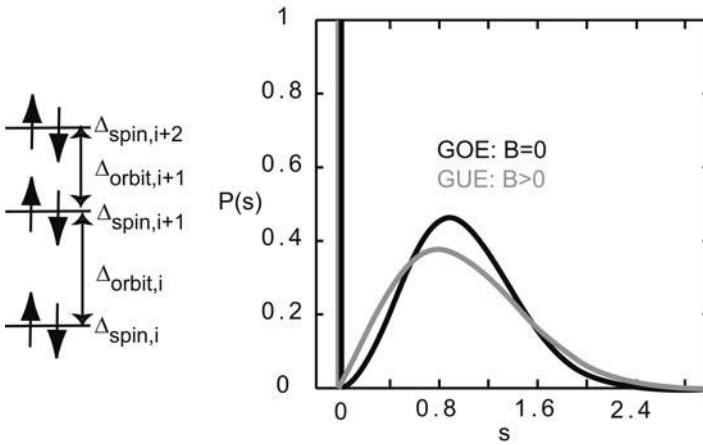 Δspin,i+2
Δorbit,i+1
Δspin,i+1
Δorbit,i
Δspin,i
1
0.8
0.6
P(s)
0.4
0.2
0
GOE: B=0
GUE: B>0
0 0.8 1.6 2.4
s